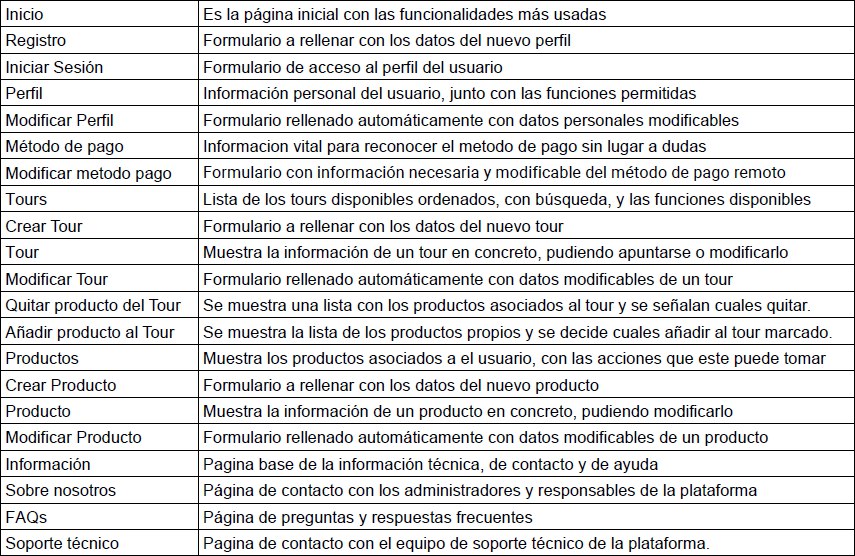 Inicio Es la página inicial con las funcionalidades más usadas
Registro Formulario a rellenar con los datos del nuevo perfil
Iniciar Sesión Formulario de acceso al perfil del usuario
Perfil Información personal del usuario, junto con las funciones permitidas
Modificar Perfil Formulario rellenado automáticamente con datos personales modificables
Método de pago Informacion vital para reconocer el metodo de pago sin lugar a dudas
Modificar metodo pago Formulario con información necesaria y modificable del método de pago remoto
Tours Lista de los tours disponibles ordenados, con búsqueda, y las funciones disponibles
Crear Tour Formulario a rellenar con los datos del nuevo tour
Tour Muestra la información de un tour en concreto, pudiendo apuntarse o modificarlo
Modificar Tour Formulario rellenado automáticamente con datos modificables de un tour
Quitar producto del Tour Se muestra una lista con los productos asociados al tour y se señalan cuales quitar.
Añadir producto al Tour Se muestra la lista de los productos propios y se decide cuales añadir al tour marcado.
Productos Muestra los productos asociados a el usuario, con las acciones que este puede tomar
Crear Producto Formulario a rellenar con los datos del nuevo producto
Producto Muestra la información de un producto en concreto, pudiendo modificarlo
Modificar Producto Formulario rellenado automáticamente con datos modificables de un producto
Información Pagina base de la información técnica, de contacto y de ayuda
Sobre nosotros Página de contacto con los administradores y responsables de la plataforma
FAQs Página de preguntas y respuestas frecuentes
Soporte técnico Pagina de contacto con el equipo de soporte técnico de la plataforma.